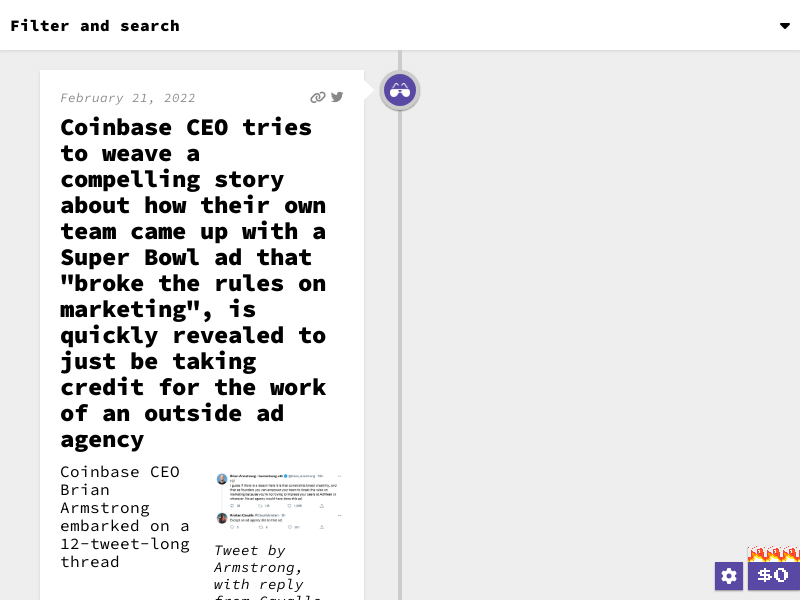 Filter and search
February 21, 2022
Coinbase CEO tries
to weave a
compelling story
about how their own
team came up with a
Super Bowl ad that
"broke the rules on
marketing", is
quickly revealed to
just be taking
credit for the work
of an outside ad
agency
Coinbase CEO
Brian
Armstrong
embarked on a
12-tweet-long
thread
Tweet by
Armstrong,
with reply
from Cavallo
$0